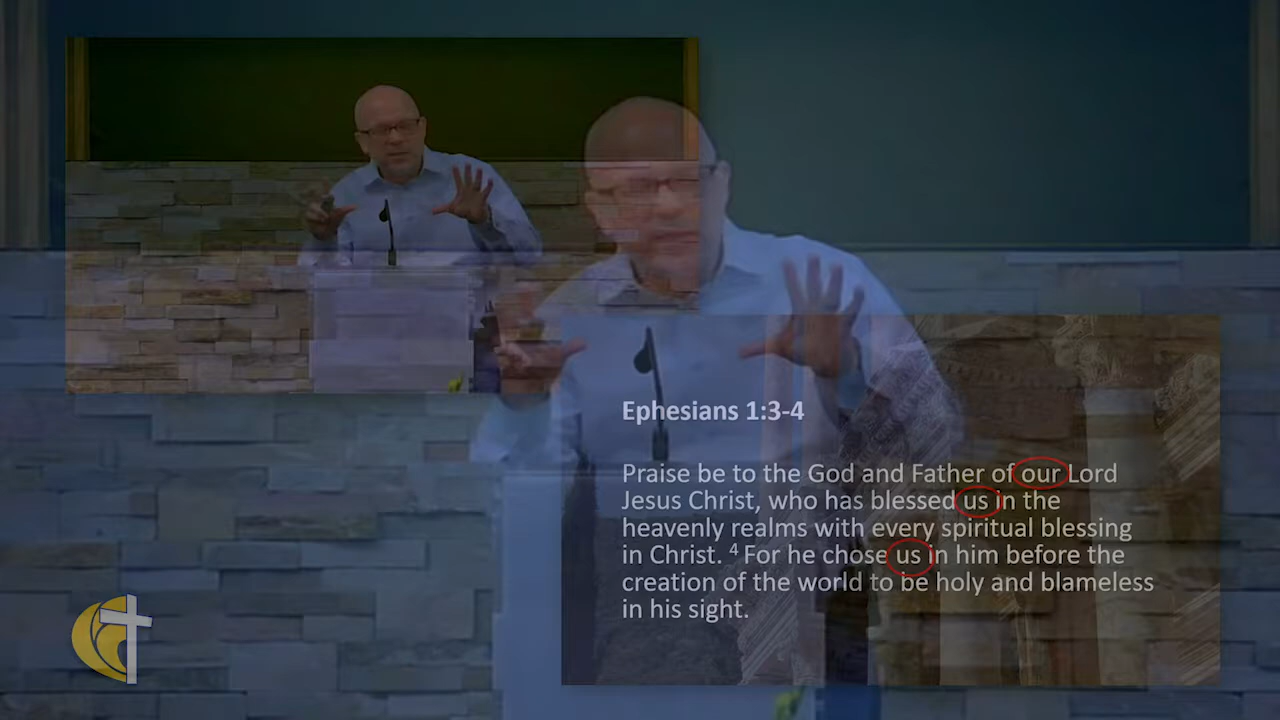 Ephesians 1:3-4
Praise be to the God and Father of our Lord
Jesus Christ, who has blessed us in the
heavenly realms with every spiritual blessing
in Christ. ⁴ For he chose us in him before the
creation of the world to be holy and blameless
in his sight.